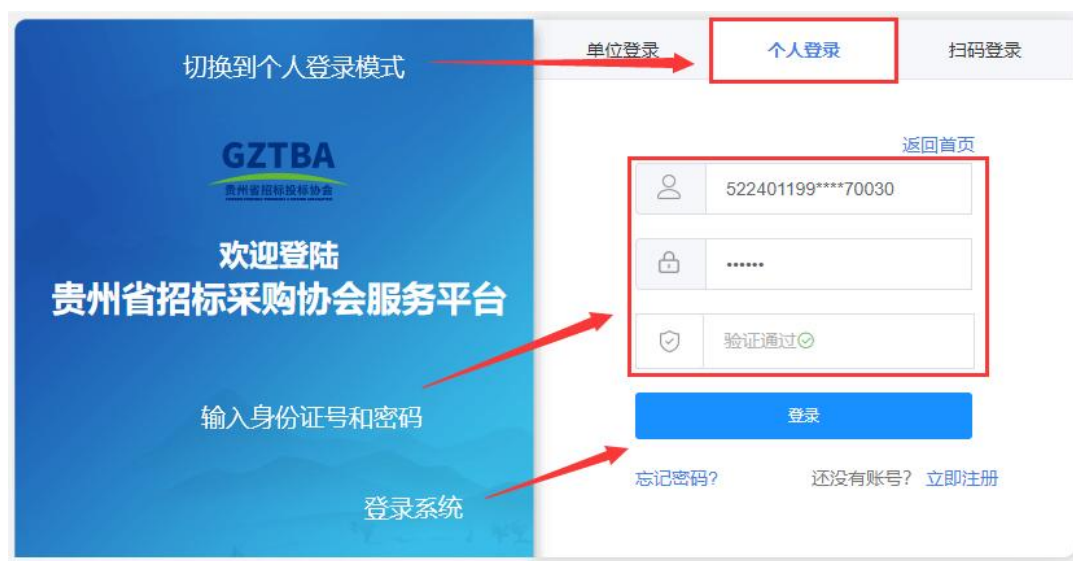 单位登录
个人登录
扫码登录
切换到个人登录模式
返回首页
GZTBA
贵州省招标投标协会
522401199****70030
欢迎登陆
贵州省招标采购协会服务平台
••••••
验证通过
输入身份证号和密码
登录
忘记密码?
还没有账号? 立即注册
登录系统